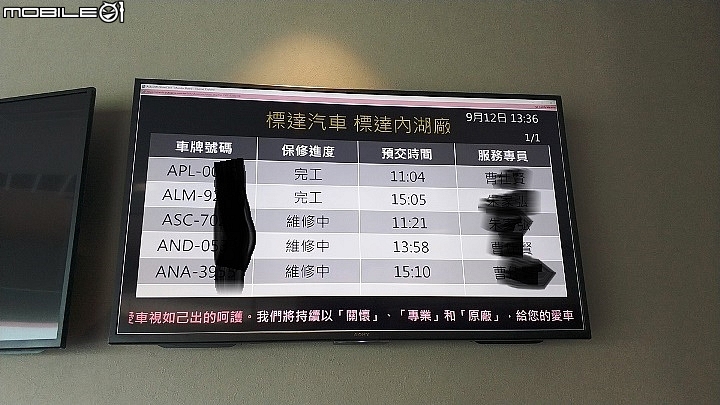 MOBILE01
標達汽車 標達內湖廠
9月12日 13:36
1/1
車牌號碼 保修進度 預交時間 服務專員
APL-00 完工 11:04
ALM-92 完工 15:05
ASC-70 維修中 11:21
AND-05 維修中 13:58
ANA-39 維修中 15:10
愛車視如己出的呵護。我們將持續以「關懷」、「專業」和「原廠」，給您的愛車
SONY